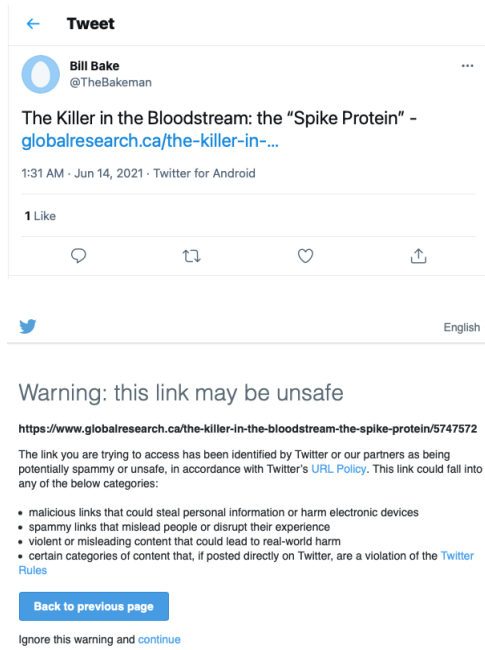 Tweet
Bill Bake
@TheBakeman
The Killer in the Bloodstream: the “Spike Protein” -
globalresearch.ca/the-killer-in-...
1:31 AM · Jun 14, 2021 · Twitter for Android
1 Like
English
Warning: this link may be unsafe
https://www.globalresearch.ca/the-killer-in-the-bloodstream-the-spike-protein/5747572
The link you are trying to access has been identified by Twitter or our partners as being
potentially spammy or unsafe, in accordance with Twitter's URL Policy. This link could fall into
any of the below categories:
• malicious links that could steal personal information or harm electronic devices
• spammy links that mislead people or disrupt their experience
• violent or misleading content that could lead to real-world harm
• certain categories of content that, if posted directly on Twitter, are a violation of the Twitter
Rules
Back to previous page
Ignore this warning and continue